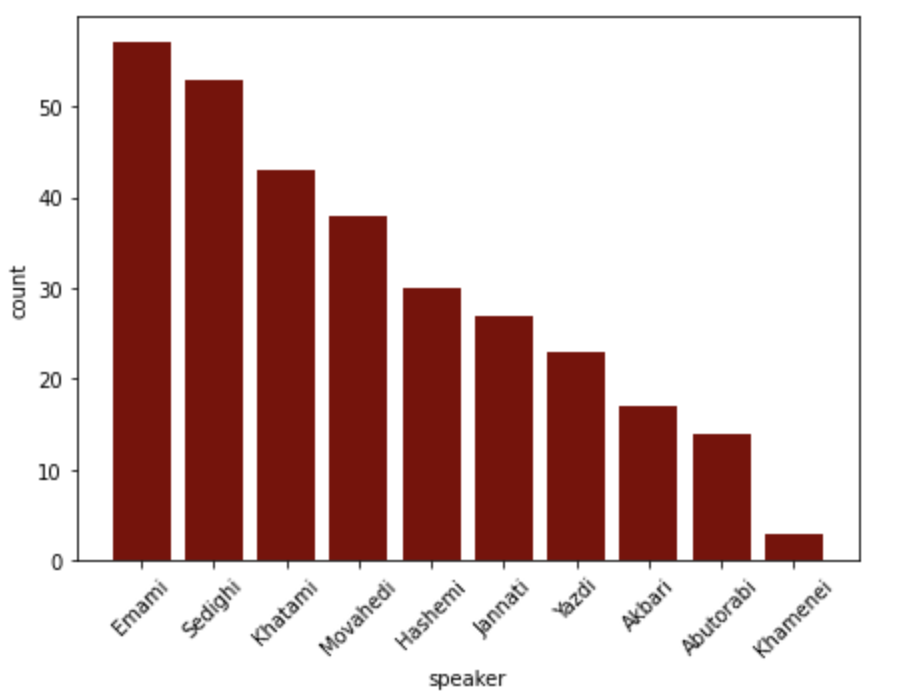 count
50
40
30
20
10
0
Emami
Sedighi
Khatami
Movahedi
Hashemi
Jannati
Yazdi
Akbari
Abutorabi
Khamenei
speaker